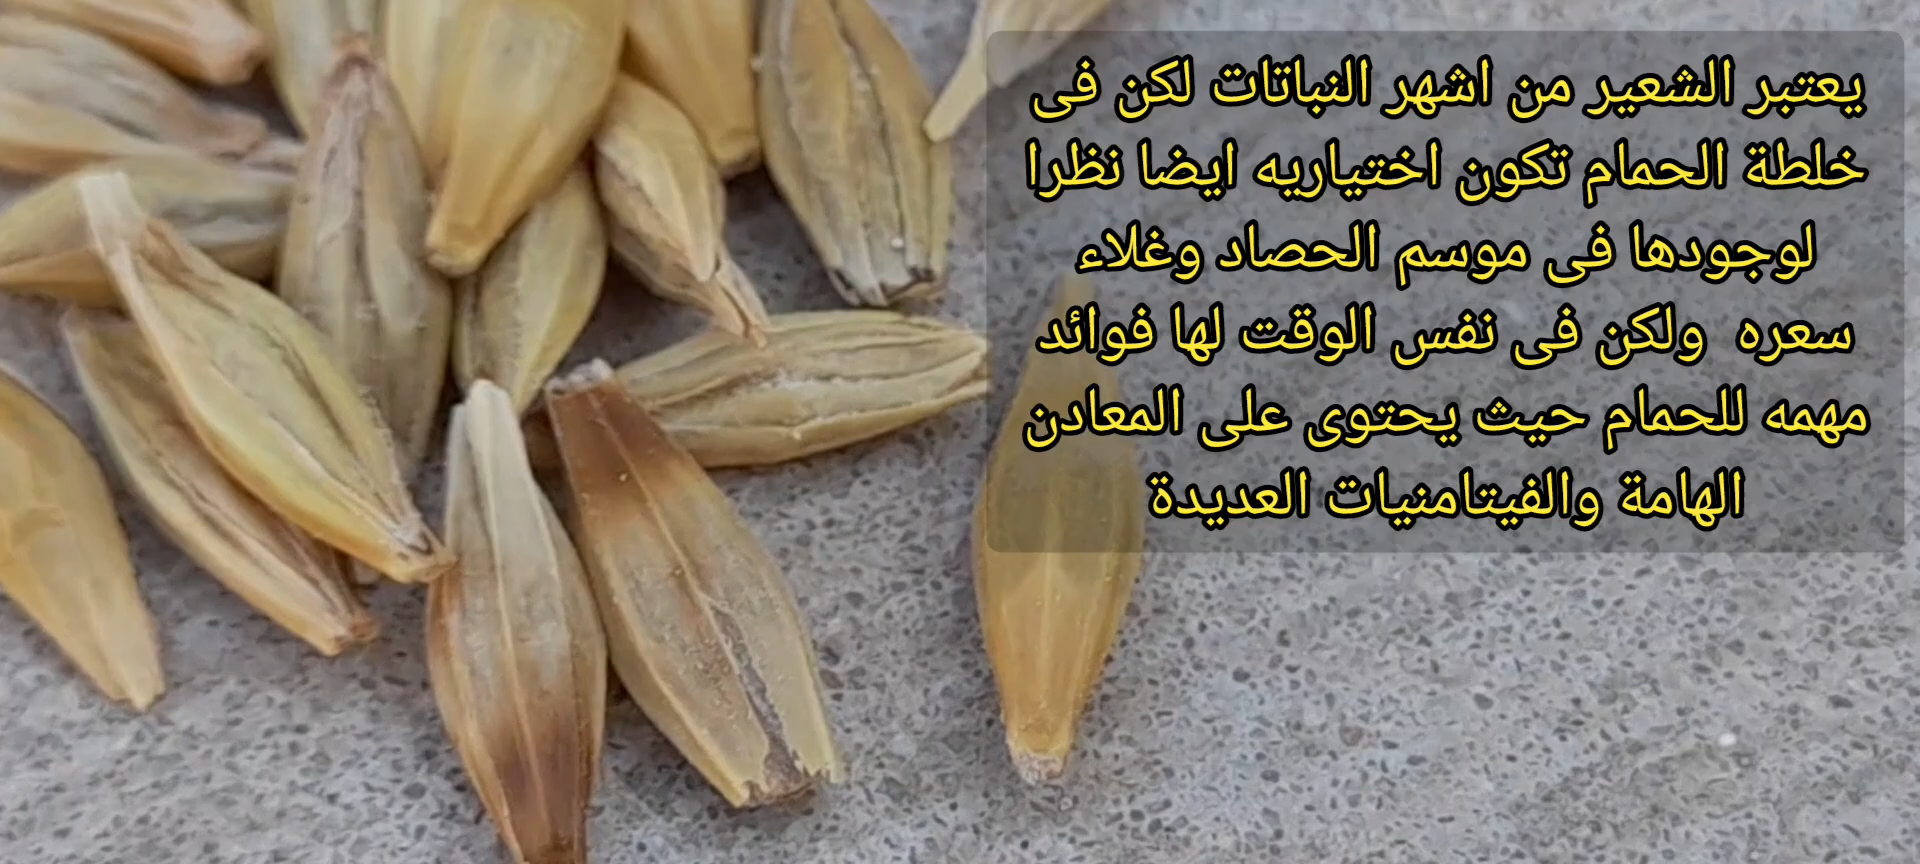 يعتبر الشعير من اشهر النباتات لكن فى
خلطة الحمام تكون اختياريه ايضا نظرا
لوجودها فى موسم الحصاد وغلاء
سعره  ولكن فى نفس الوقت لها فوائد
مهمه للحمام حيث يحتوى على المعادن
الهامة والفيتامنيات العديدة